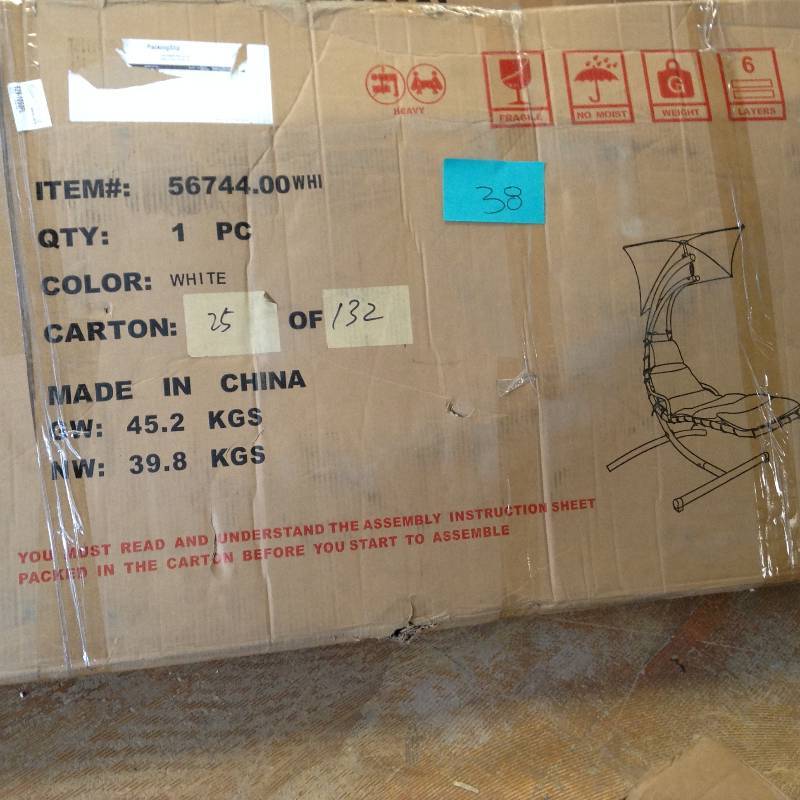 PackingSlip
HEAVY
FRAGILE
NO MOIST
G
WEIGHT
6
LAYERS
ITEM#: 56744.00WHI
38
QTY: 1 PC
COLOR: WHITE
CARTON: 25 OF 132
MADE IN CHINA
GW: 45.2 KGS
NW: 39.8 KGS
YOU MUST READ AND UNDERSTAND THE ASSEMBLY INSTRUCTION SHEET
PACKED IN THE CARTON BEFORE YOU START TO ASSEMBLE